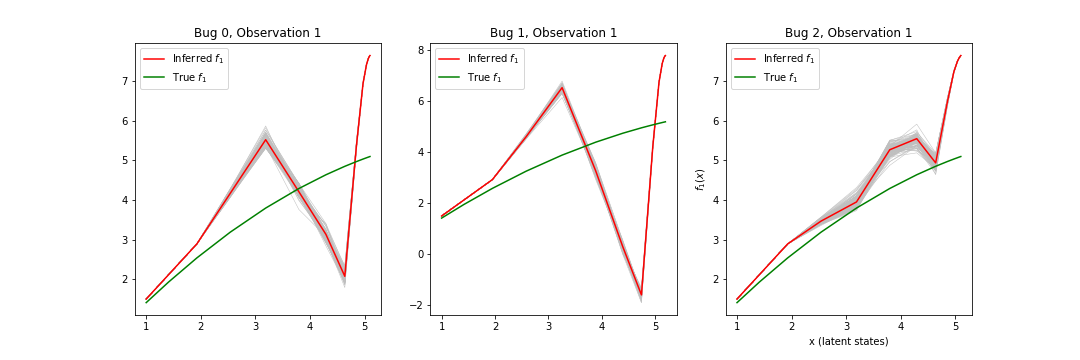 Bug 0, Observation 1
Inferred f₁
True f₁
7
6
5
4
3
2
1 2 3 4 5
Bug 1, Observation 1
Inferred f₁
True f₁
8
6
4
2
0
−2
1 2 3 4 5
Bug 2, Observation 1
Inferred f₁
True f₁
f₁(x)
7
6
5
4
3
2
1 2 3 4 5
x (latent states)